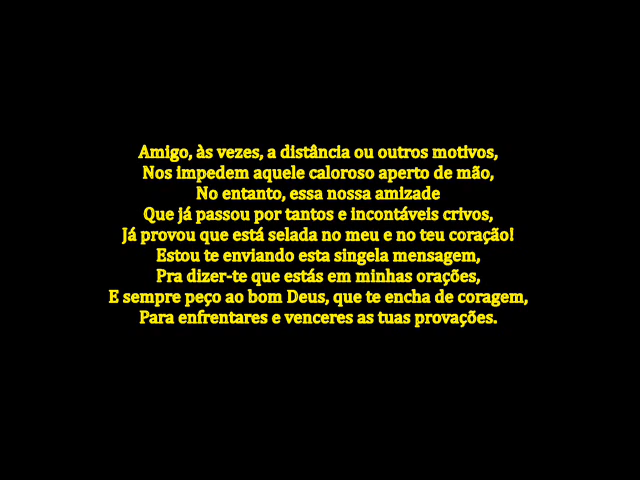 Amigo, às vezes, a distância ou outros motivos,
Nos impedem aquele caloroso aperto de mão,
No entanto, essa nossa amizade
Que já passou por tantos e incontáveis crivos,
Já provou que está selada no meu e no teu coração!
Estou te enviando esta singela mensagem,
Pra dizer-te que estás em minhas orações,
E sempre peço ao bom Deus, que te encha de coragem,
Para enfrentares e venceres as tuas provações.